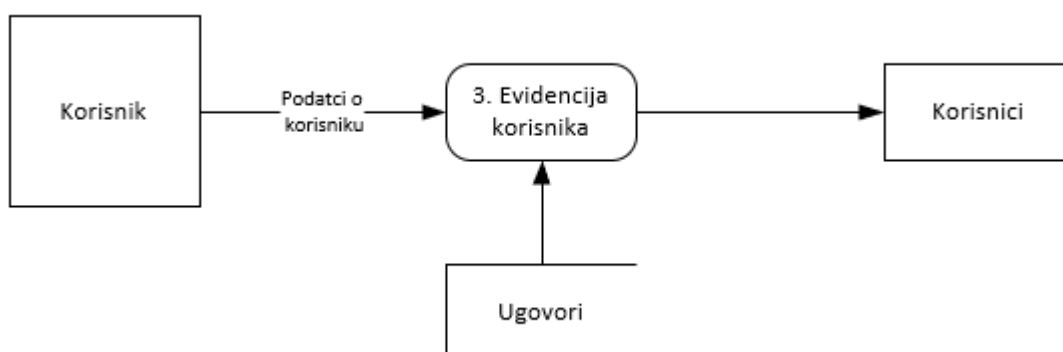 Korisnik
Podatci o
korisniku
3. Evidencija
korisnika
Korisnici
Ugovori